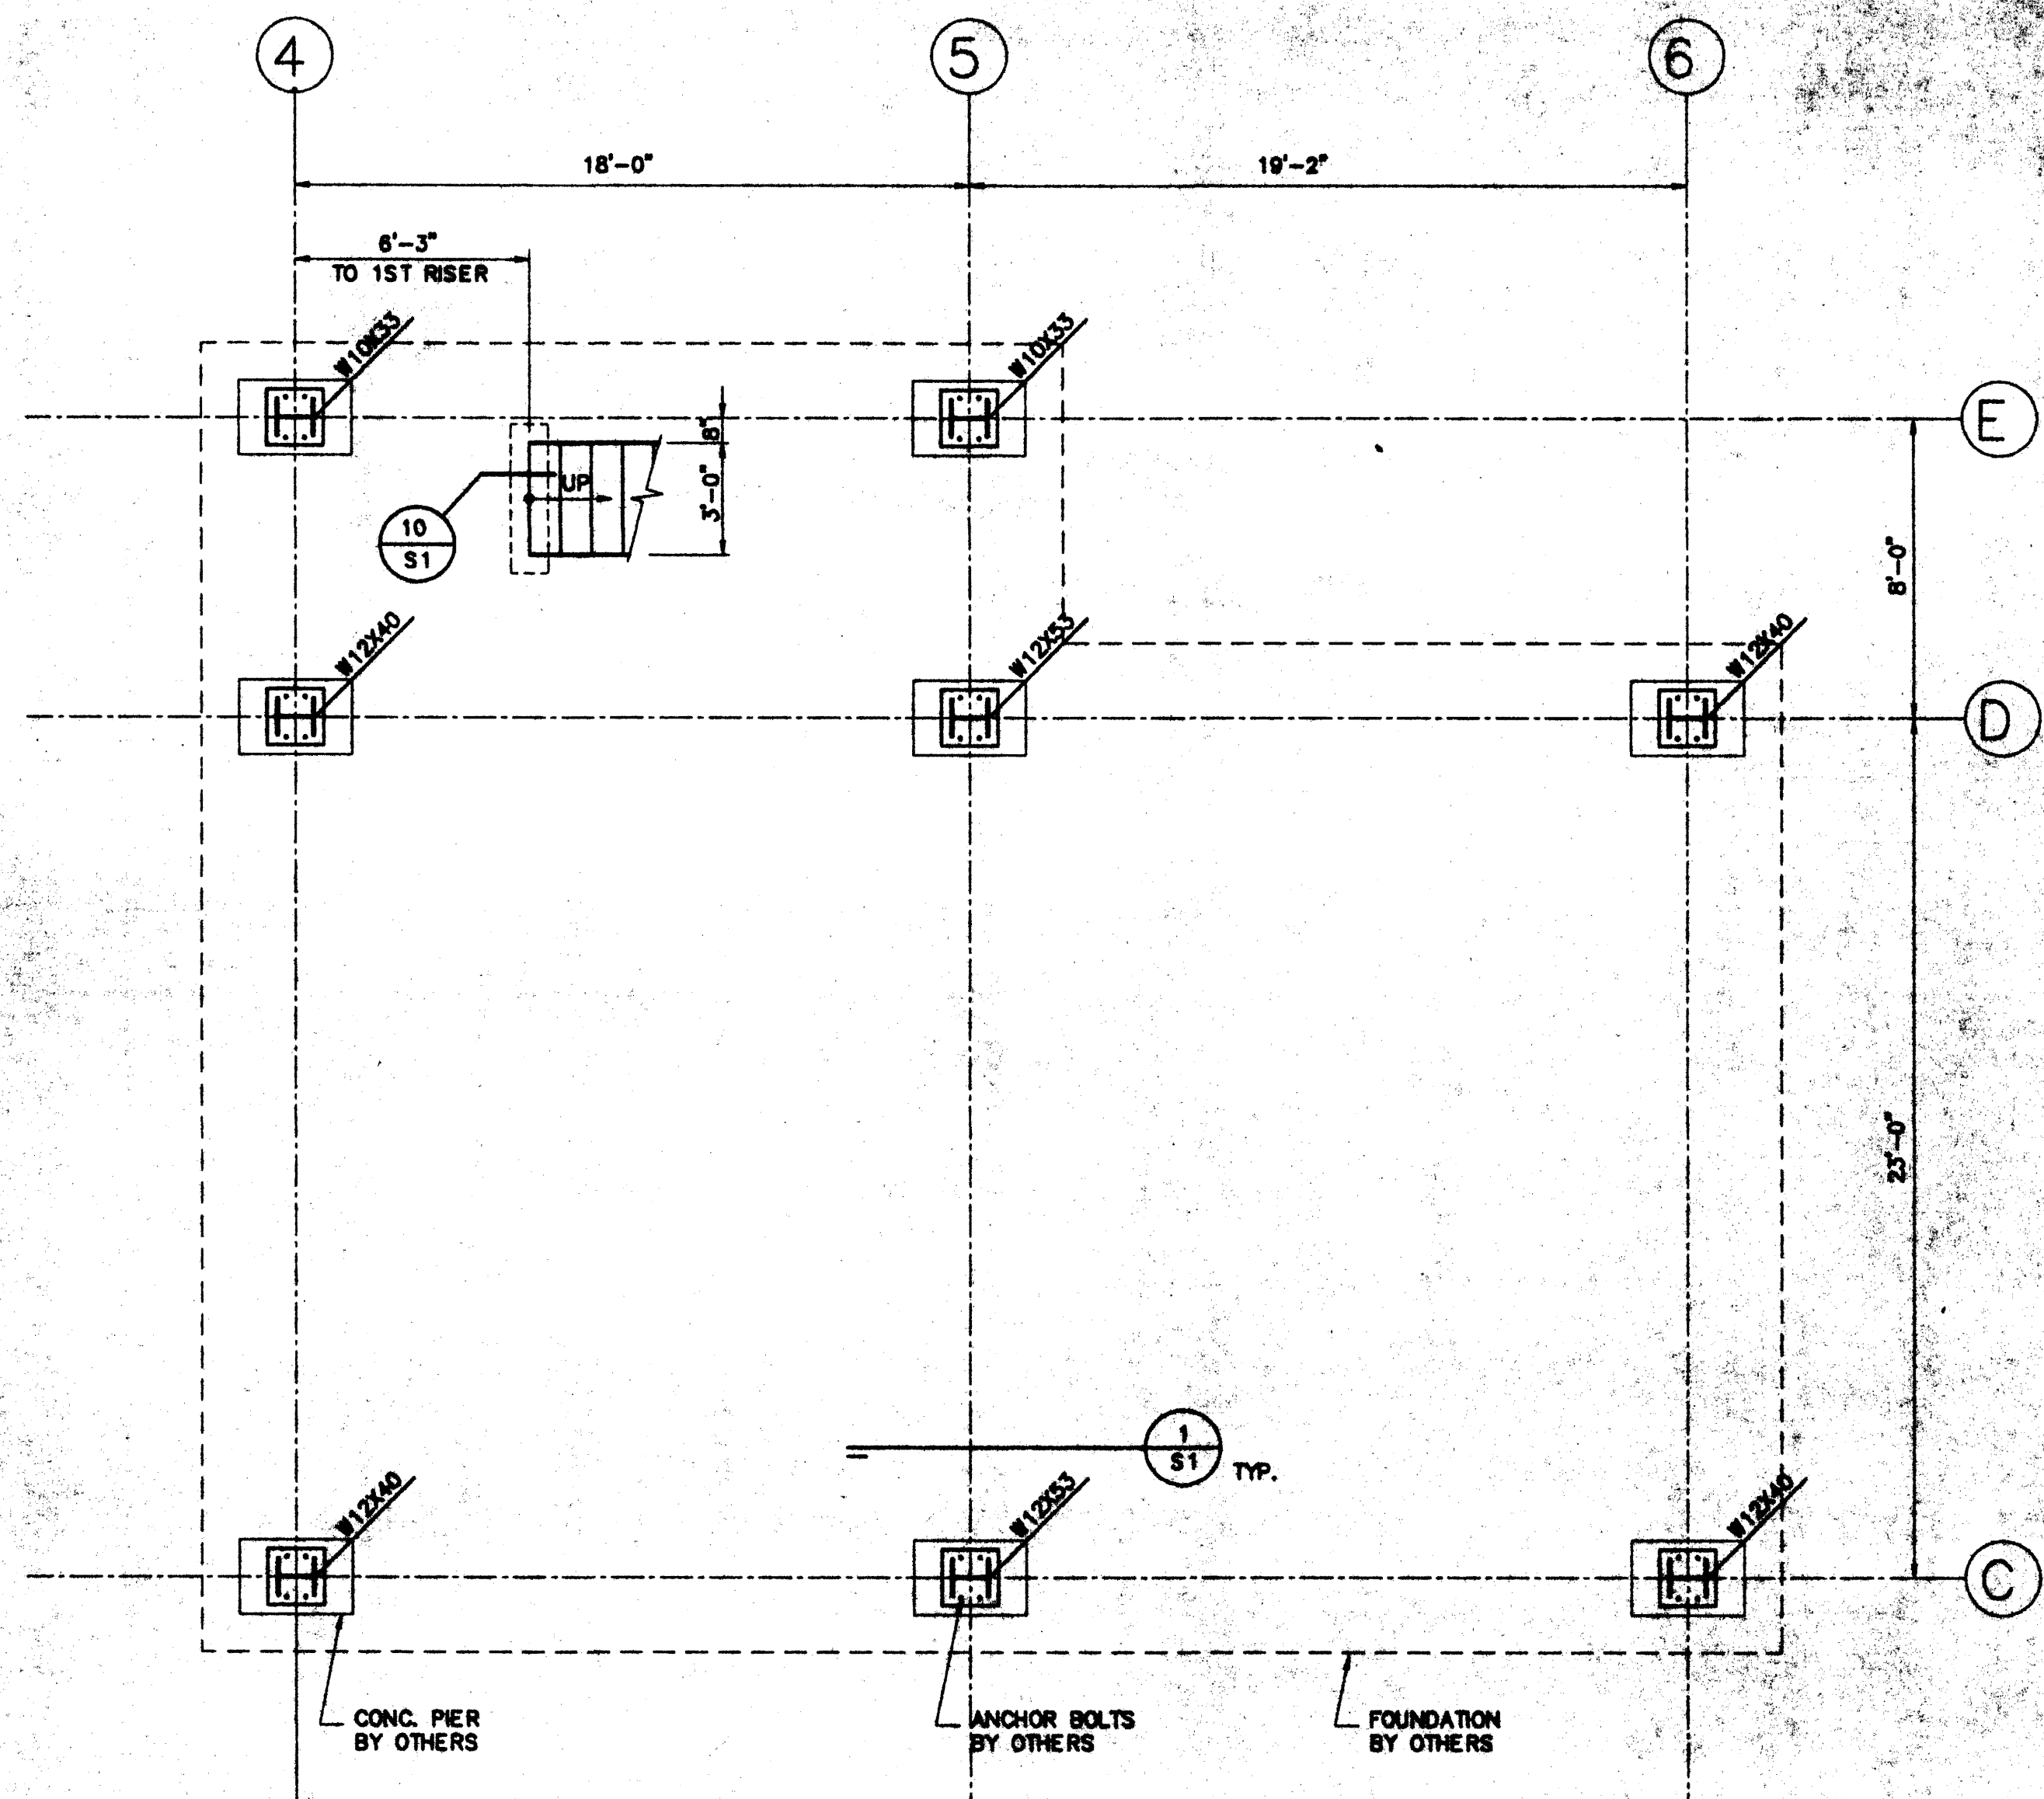 4
5
6
18'-0"
19'-2"
6'-3"
TO 1ST RISER
W10X33
W10X33
E
8"
UP
3'-0"
10
S1
8'-0"
W12X40
W12X53
W12X40
D
23'-0"
1
S1
TYP.
W12X40
W12X53
W12X40
C
CONC. PIER
BY OTHERS
ANCHOR BOLTS
BY OTHERS
FOUNDATION
BY OTHERS